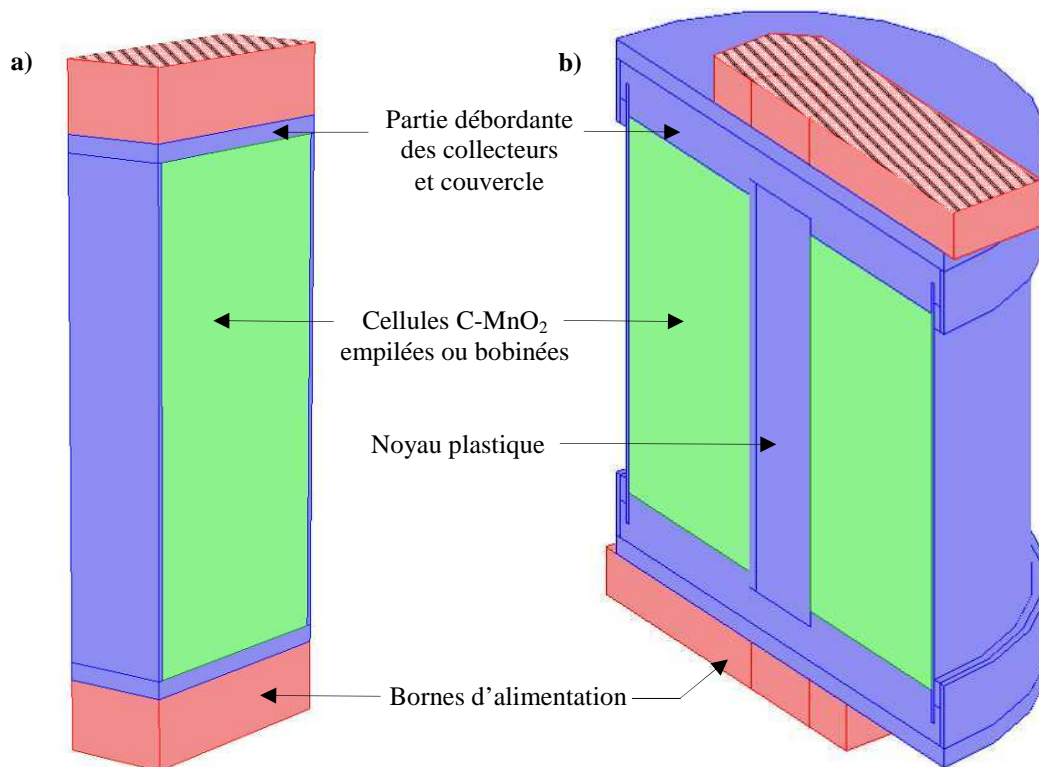 a)
b)
Partie débordante
des collecteurs
et couvercle
Cellules C-MnO₂
empilées ou bobinées
Noyau plastique
Bornes d’alimentation